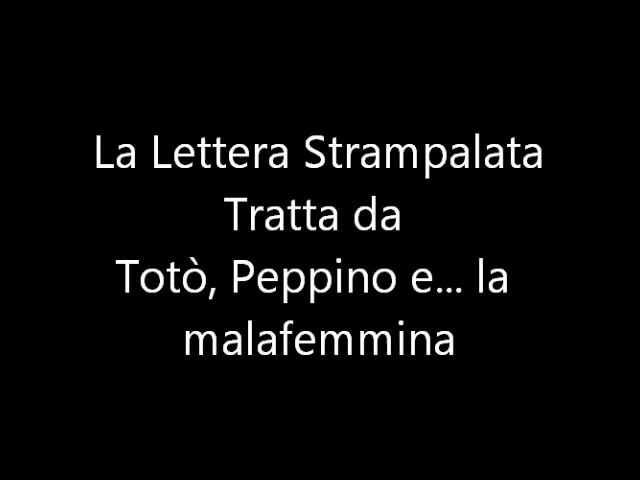 La Lettera Strampalata
Tratta da
Totò, Peppino e... la
malafemmina